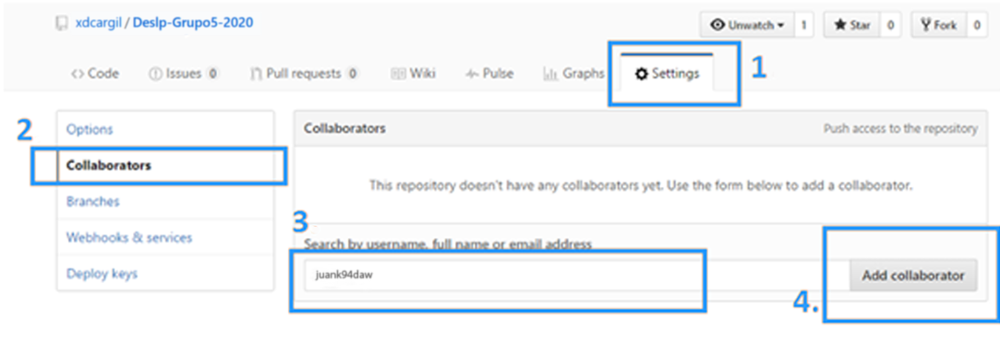 xdcargil / Deslp-Grupo5-2020
Unwatch 1 Star 0 Fork 0
Code Issues 0 Pull requests 0 Wiki Pulse Graphs Settings 1
2 Options Collaborators Push access to the repository
Collaborators
This repository doesn't have any collaborators yet. Use the form below to add a collaborator.
Branches
3
Webhooks & services Search by username, full name or email address
Deploy keys juank94daw Add collaborator
4.